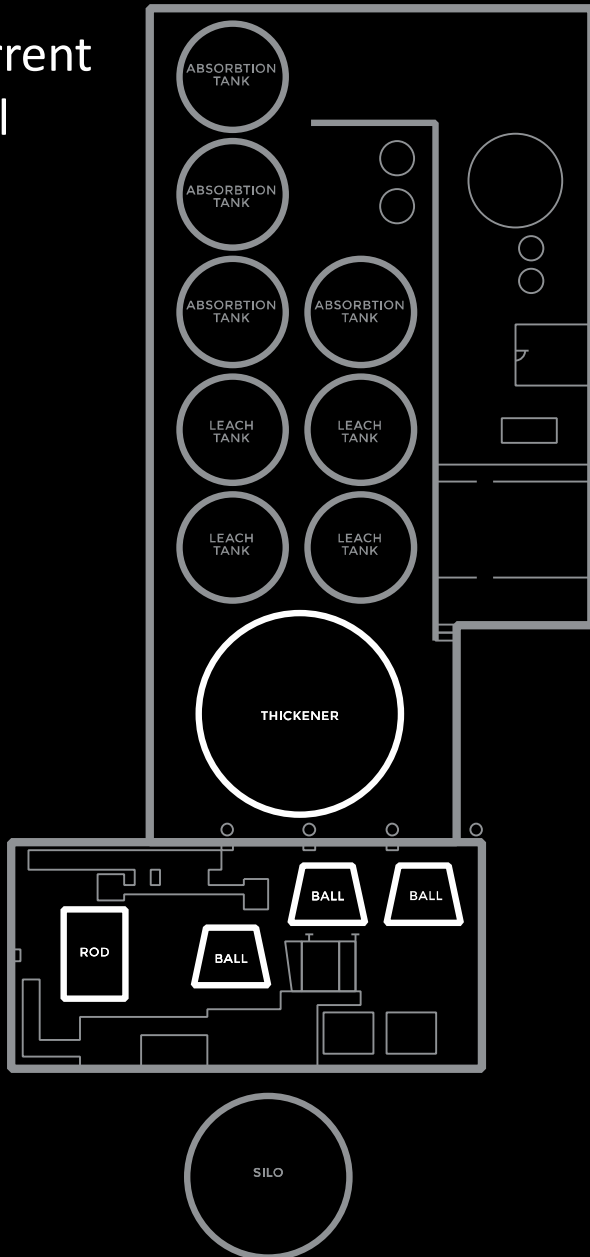 ABSORBTION
TANK
ABSORBTION
TANK
ABSORBTION
TANK
ABSORBTION
TANK
LEACH
TANK
LEACH
TANK
LEACH
TANK
LEACH
TANK
THICKENER
BALL
BALL
ROD
BALL
SILO